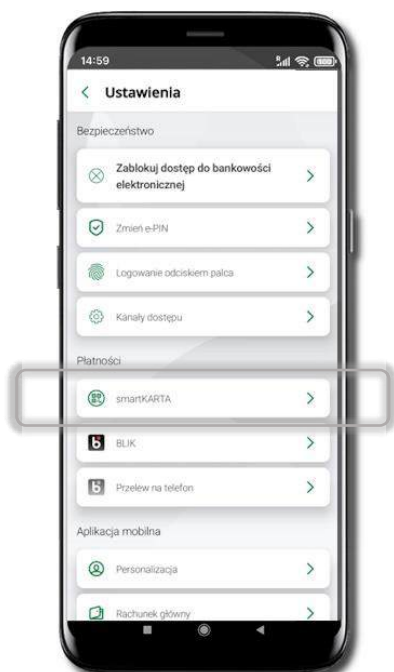 14:59
Ustawienia
Bezpieczeństwo
Zablokuj dostęp do bankowości
elektronicznej
Zmień e-PIN
Logowanie odciskiem palca
Kanały dostępu
Płatności
smartKARTA
BLIK
Przelew na telefon
Aplikacja mobilna
Personalizacja
Rachunek główny